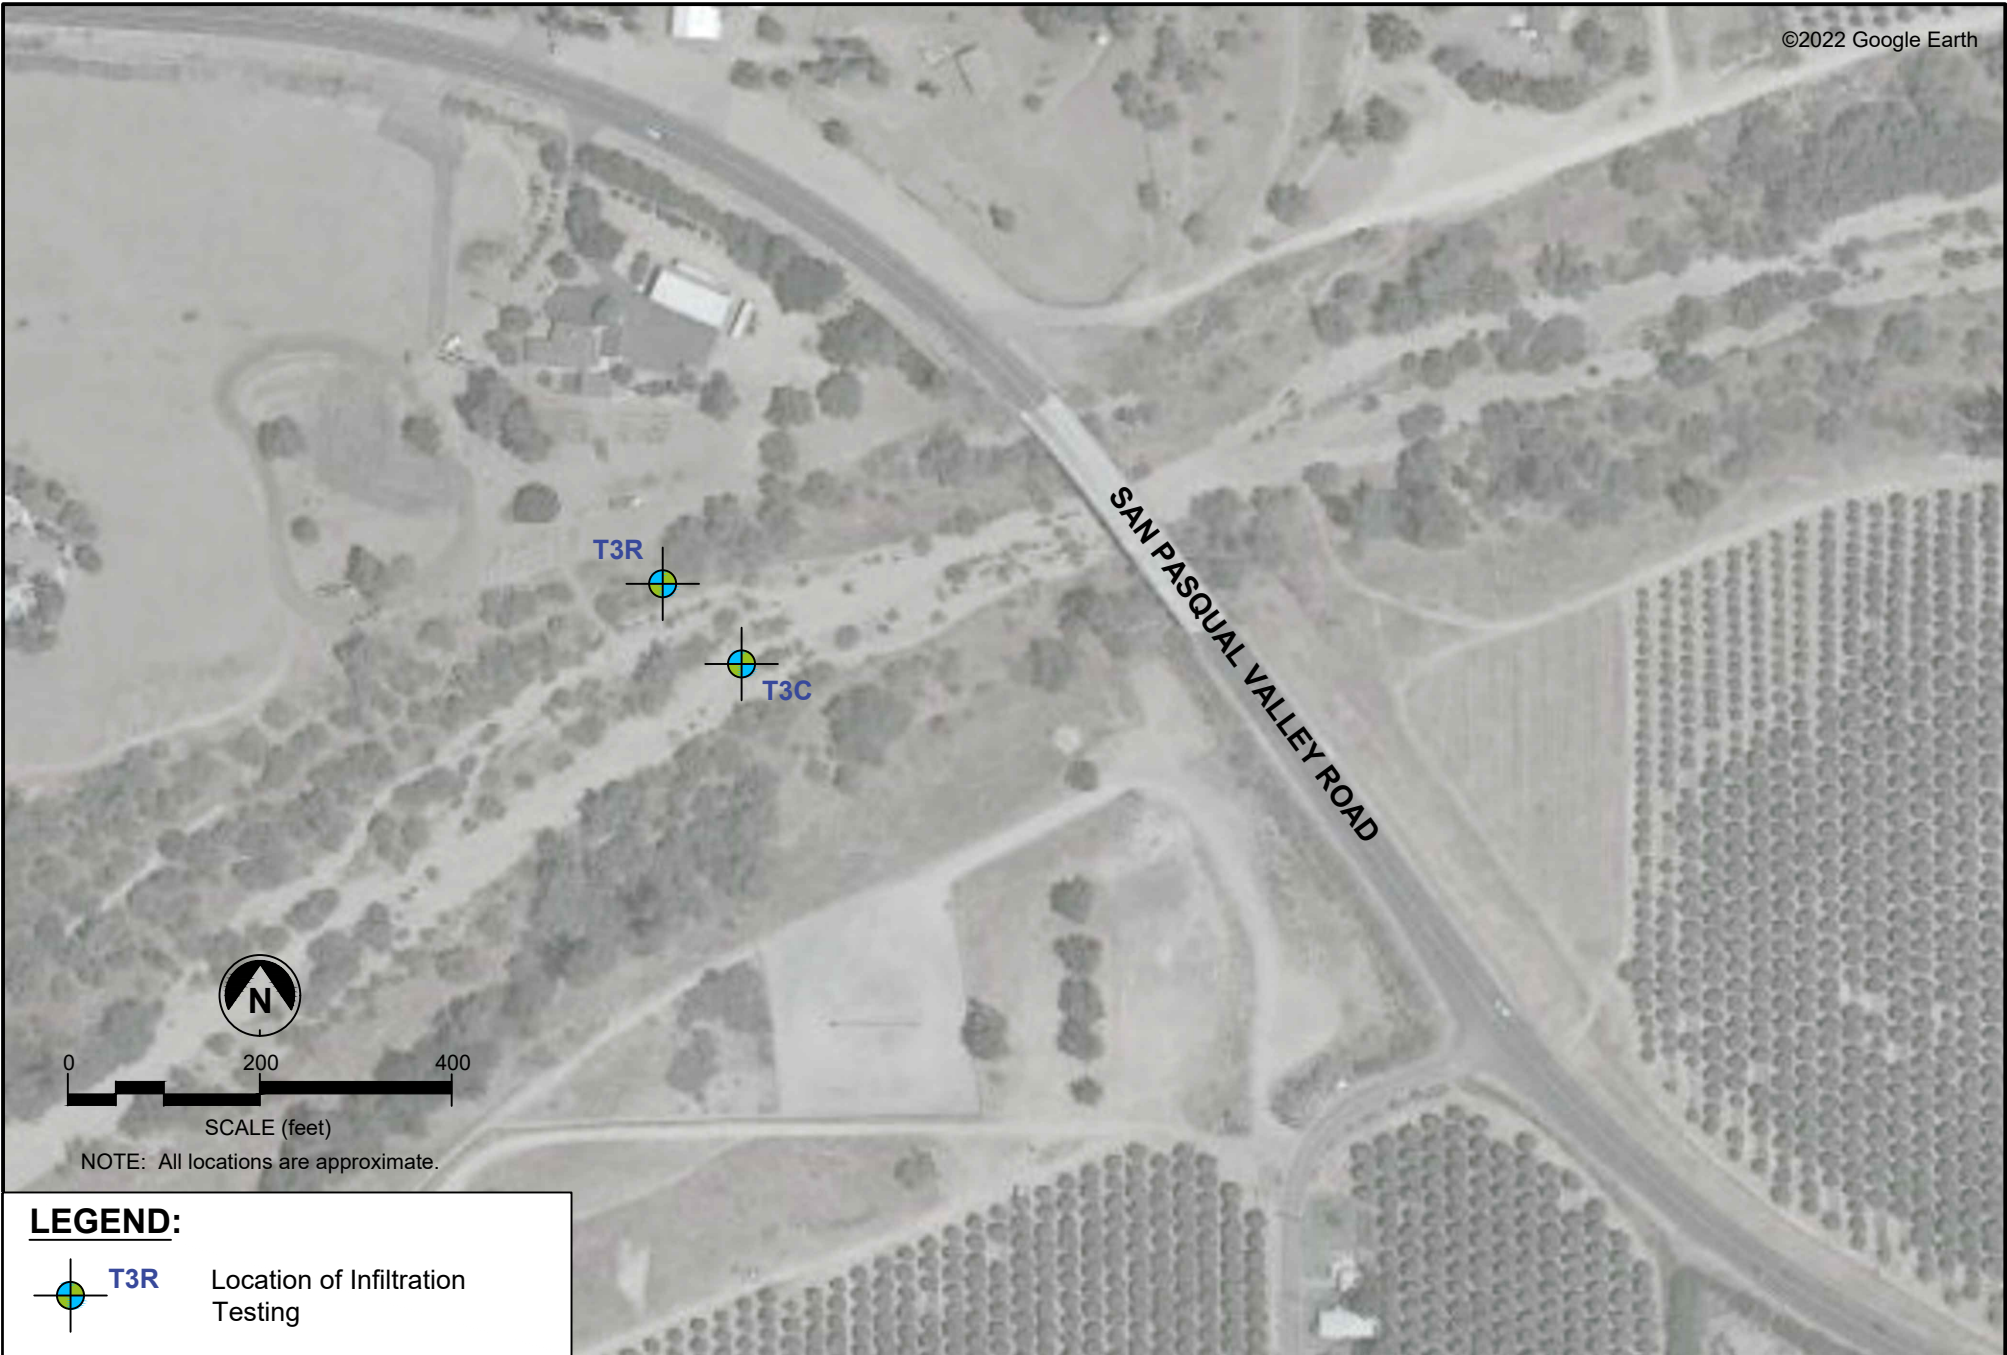 ©2022 Google Earth
T3R
T3C
SAN PASQUAL VALLEY ROAD
N
0 200 400
SCALE (feet)
NOTE: All locations are approximate.
LEGEND:
T3R Location of Infiltration
Testing